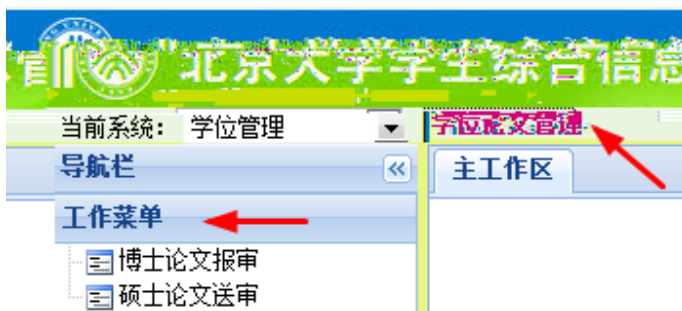 北京大学学生综合信息
当前系统： 学位管理 学位论文管理
导航栏
主工作区
工作菜单
博士论文报审
硕士论文送审